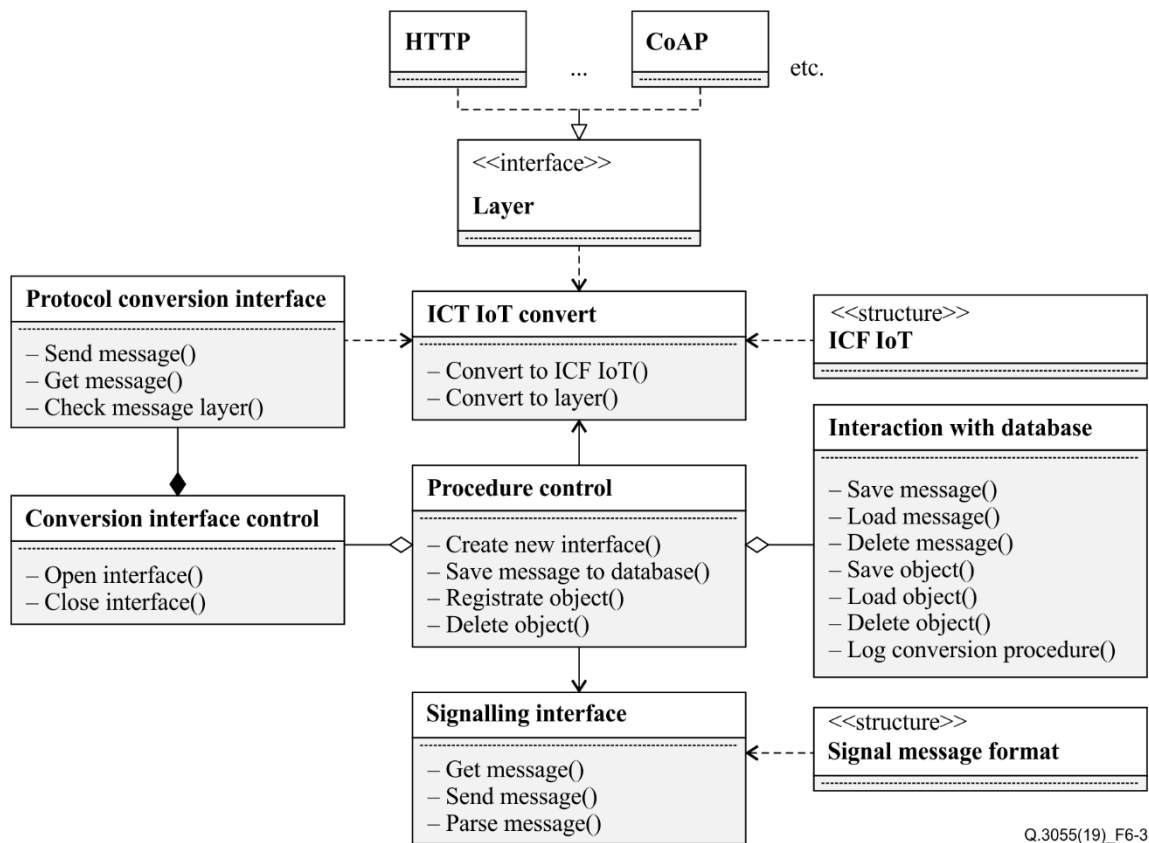 HTTP
...
CoAP
etc.
<<interface>>
Layer
Protocol conversion interface
– Send message()
– Get message()
– Check message layer()
ICT IoT convert
– Convert to ICF IoT()
– Convert to layer()
<<structure>>
ICF IoT
Conversion interface control
– Open interface()
– Close interface()
Procedure control
– Create new interface()
– Save message to database()
– Registrate object()
– Delete object()
Interaction with database
– Save message()
– Load message()
– Delete message()
– Save object()
– Load object()
– Delete object()
– Log conversion procedure()
Signalling interface
– Get message()
– Send message()
– Parse message()
<<structure>>
Signal message format
Q.3055(19)_F6-3